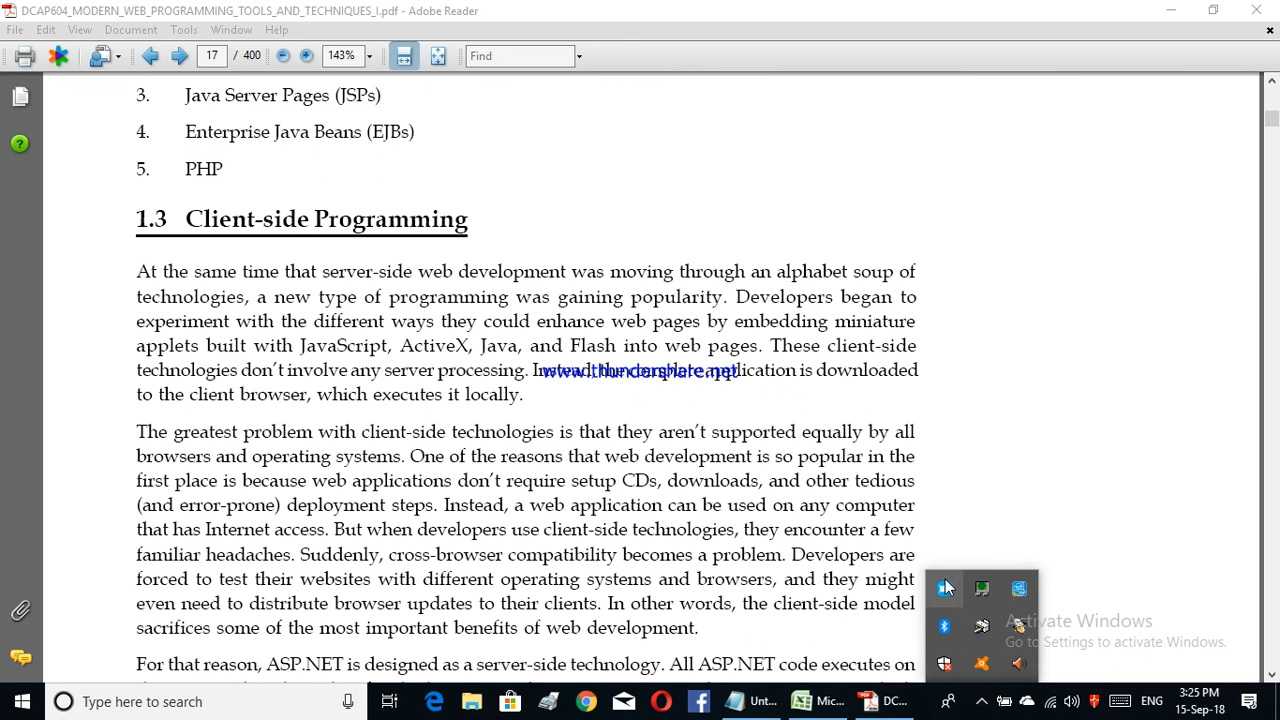 DCAP604_MODERN_WEB_PROGRAMMING_TOOLS_AND_TECHNIQUES_I.pdf - Adobe Reader
File Edit View Document Tools Window Help
17 / 400 143% Find
3. Java Server Pages (JSPs)
4. Enterprise Java Beans (EJBs)
5. PHP
1.3 Client-side Programming
At the same time that server-side web development was moving through an alphabet soup of
technologies, a new type of programming was gaining popularity. Developers began to
experiment with the different ways they could enhance web pages by embedding miniature
applets built with JavaScript, ActiveX, Java, and Flash into web pages. These client-side
technologies don't involve any server processing. Instead, the complete application is downloaded
www.thundershare.net
to the client browser, which executes it locally.
The greatest problem with client-side technologies is that they aren't supported equally by all
browsers and operating systems. One of the reasons that web development is so popular in the
first place is because web applications don't require setup CDs, downloads, and other tedious
(and error-prone) deployment steps. Instead, a web application can be used on any computer
that has Internet access. But when developers use client-side technologies, they encounter a few
familiar headaches. Suddenly, cross-browser compatibility becomes a problem. Developers are
forced to test their websites with different operating systems and browsers, and they might
even need to distribute browser updates to their clients. In other words, the client-side model
sacrifices some of the most important benefits of web development.
For that reason, ASP.NET is designed as a server-side technology. All ASP.NET code executes on
Activate Windows
Go to Settings to activate Windows.
Type here to search
Unt...
Mic...
DC...
ENG
3:25 PM
15-Sep-18